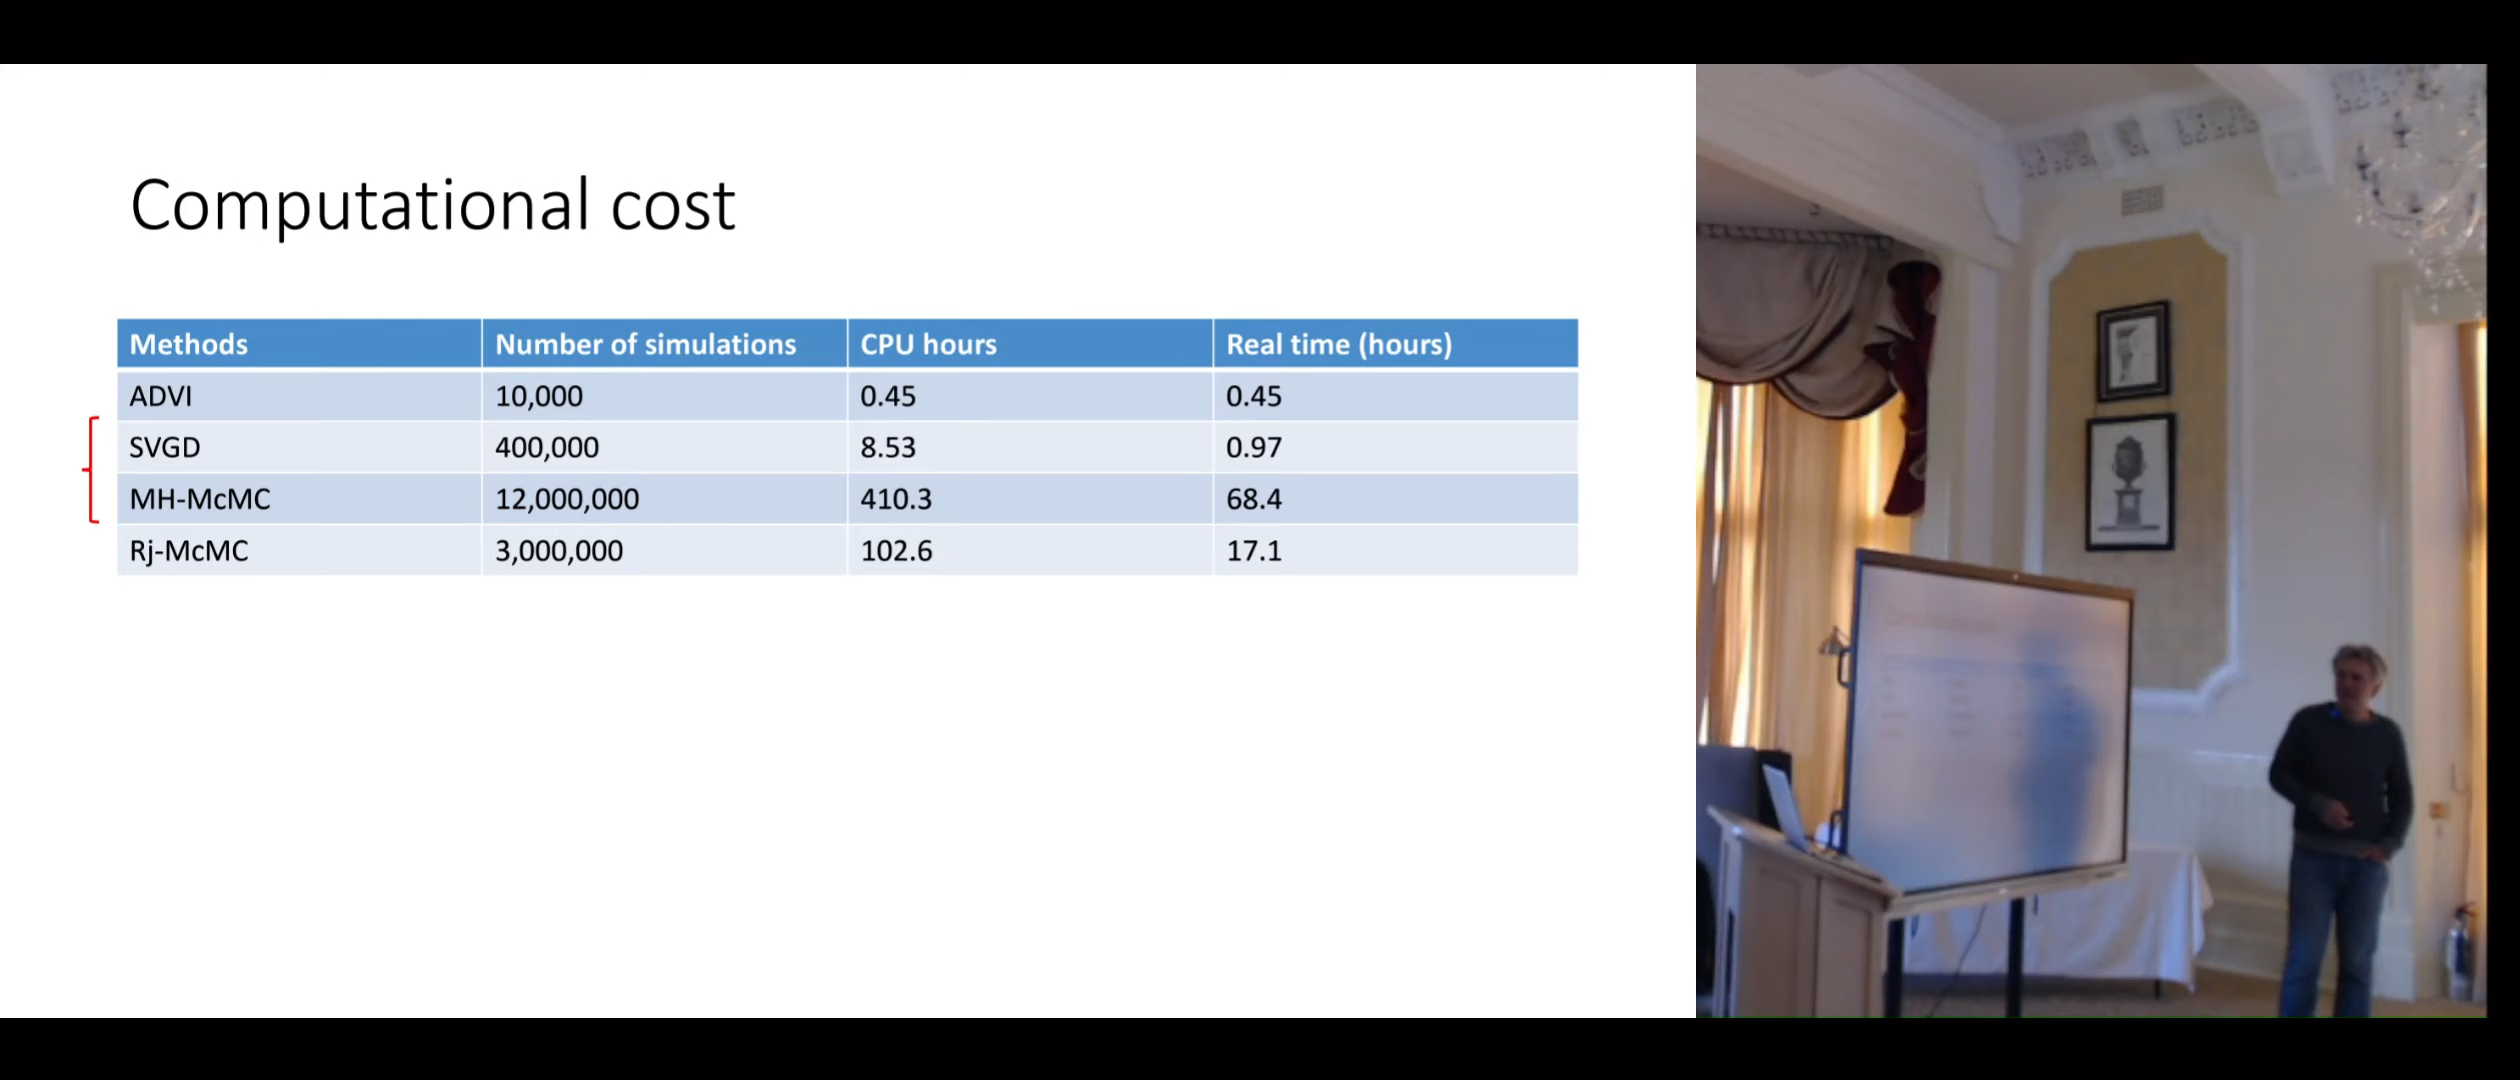 Computational cost
Methods Number of simulations CPU hours Real time (hours)
ADVI 10,000 0.45 0.45
SVGD 400,000 8.53 0.97
MH-McMC 12,000,000 410.3 68.4
Rj-McMC 3,000,000 102.6 17.1